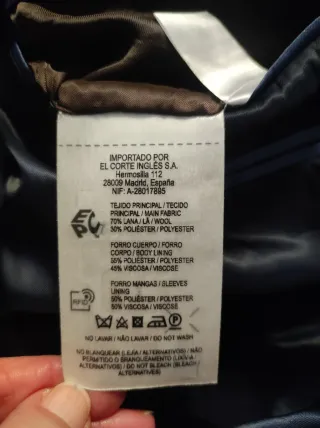 IMPORTADO POR
EL CORTE INGLÉS S.A.
Hermosilla 112
28009 Madrid, España
NIF: A-28017895
TEJIDO PRINCIPAL / TECIDO
PRINCIPAL / MAIN FABRIC
70% LANA / LÃ / WOOL
30% POLIÉSTER / POLYESTER
FORRO CUERPO / FORRO
CORPO / BODY LINING
55% POLIÉSTER / POLYESTER
45% VISCOSA / VISCOSE
FORRO MANGAS / SLEEVES
LINING
50% POLIÉSTER / POLYESTER
50% VISCOSA / VISCOSE
RFID
NO LAVAR / NÃO LAVAR / DO NOT WASH
NO BLANQUEAR (LEJÍA / ALTERNATIVOS) / NÃO
PERMITIDO O BRANQUEAMENTO (LIXÍVIA /
ALTERNATIVOS) / DO NOT BLEACH (BLEACH /
ALTERNATIVES)